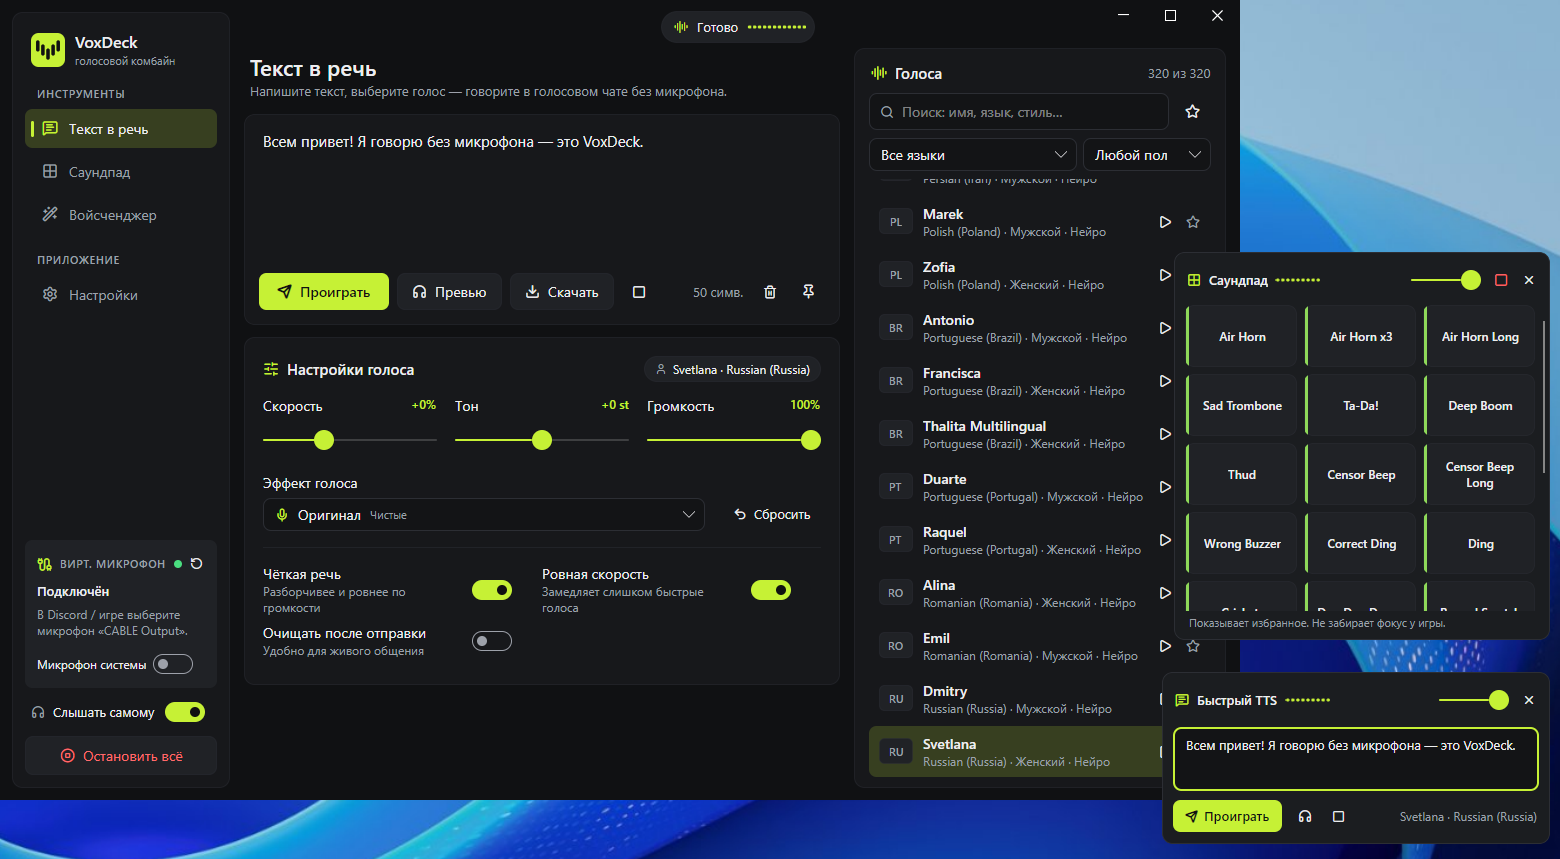 VoxDeck
голосовой комбайн
ИНСТРУМЕНТЫ
Текст в речь
Саундпад
Войсченджер
ПРИЛОЖЕНИЕ
Настройки
ВИРТ. МИКРОФОН
Подключён
В Discord / игре выберите
микрофон «CABLE Output».
Микрофон системы
Слышать самому
Остановить всё
Готово
Текст в речь
Напишите текст, выберите голос — говорите в голосовом чате без микрофона.
Всем привет! Я говорю без микрофона — это VoxDeck.
Проиграть
Превью
Скачать
50 симв.
Настройки голоса
Svetlana · Russian (Russia)
Скорость +0%
Тон +0 st
Громкость 100%
Эффект голоса
Оригинал Чистые
Сбросить
Чёткая речь
Разборчивее и ровнее по
громкости
Ровная скорость
Замедляет слишком быстрые
голоса
Очищать после отправки
Удобно для живого общения
Голоса
320 из 320
Поиск: имя, язык, стиль...
Все языки
Любой пол
Persian (Iran) · Мужской · Нейро
PL
Marek
Polish (Poland) · Мужской · Нейро
PL
Zofia
Polish (Poland) · Женский · Нейро
BR
Antonio
Portuguese (Brazil) · Мужской · Нейро
BR
Francisca
Portuguese (Brazil) · Женский · Нейро
BR
Thalita Multilingual
Portuguese (Brazil) · Женский · Нейро
PT
Duarte
Portuguese (Portugal) · Мужской · Нейро
PT
Raquel
Portuguese (Portugal) · Женский · Нейро
RO
Alina
Romanian (Romania) · Женский · Нейро
RO
Emil
Romanian (Romania) · Мужской · Нейро
RU
Dmitry
Russian (Russia) · Мужской · Нейро
RU
Svetlana
Russian (Russia) · Женский · Нейро
Саундпад
Air Horn
Air Horn x3
Air Horn Long
Sad Trombone
Ta-Da!
Deep Boom
Thud
Censor Beep
Censor Beep
Long
Wrong Buzzer
Correct Ding
Ding
Показывает избранное. Не забирает фокус у игры.
Быстрый TTS
Всем привет! Я говорю без микрофона — это VoxDeck.
Проиграть
Svetlana · Russian (Russia)